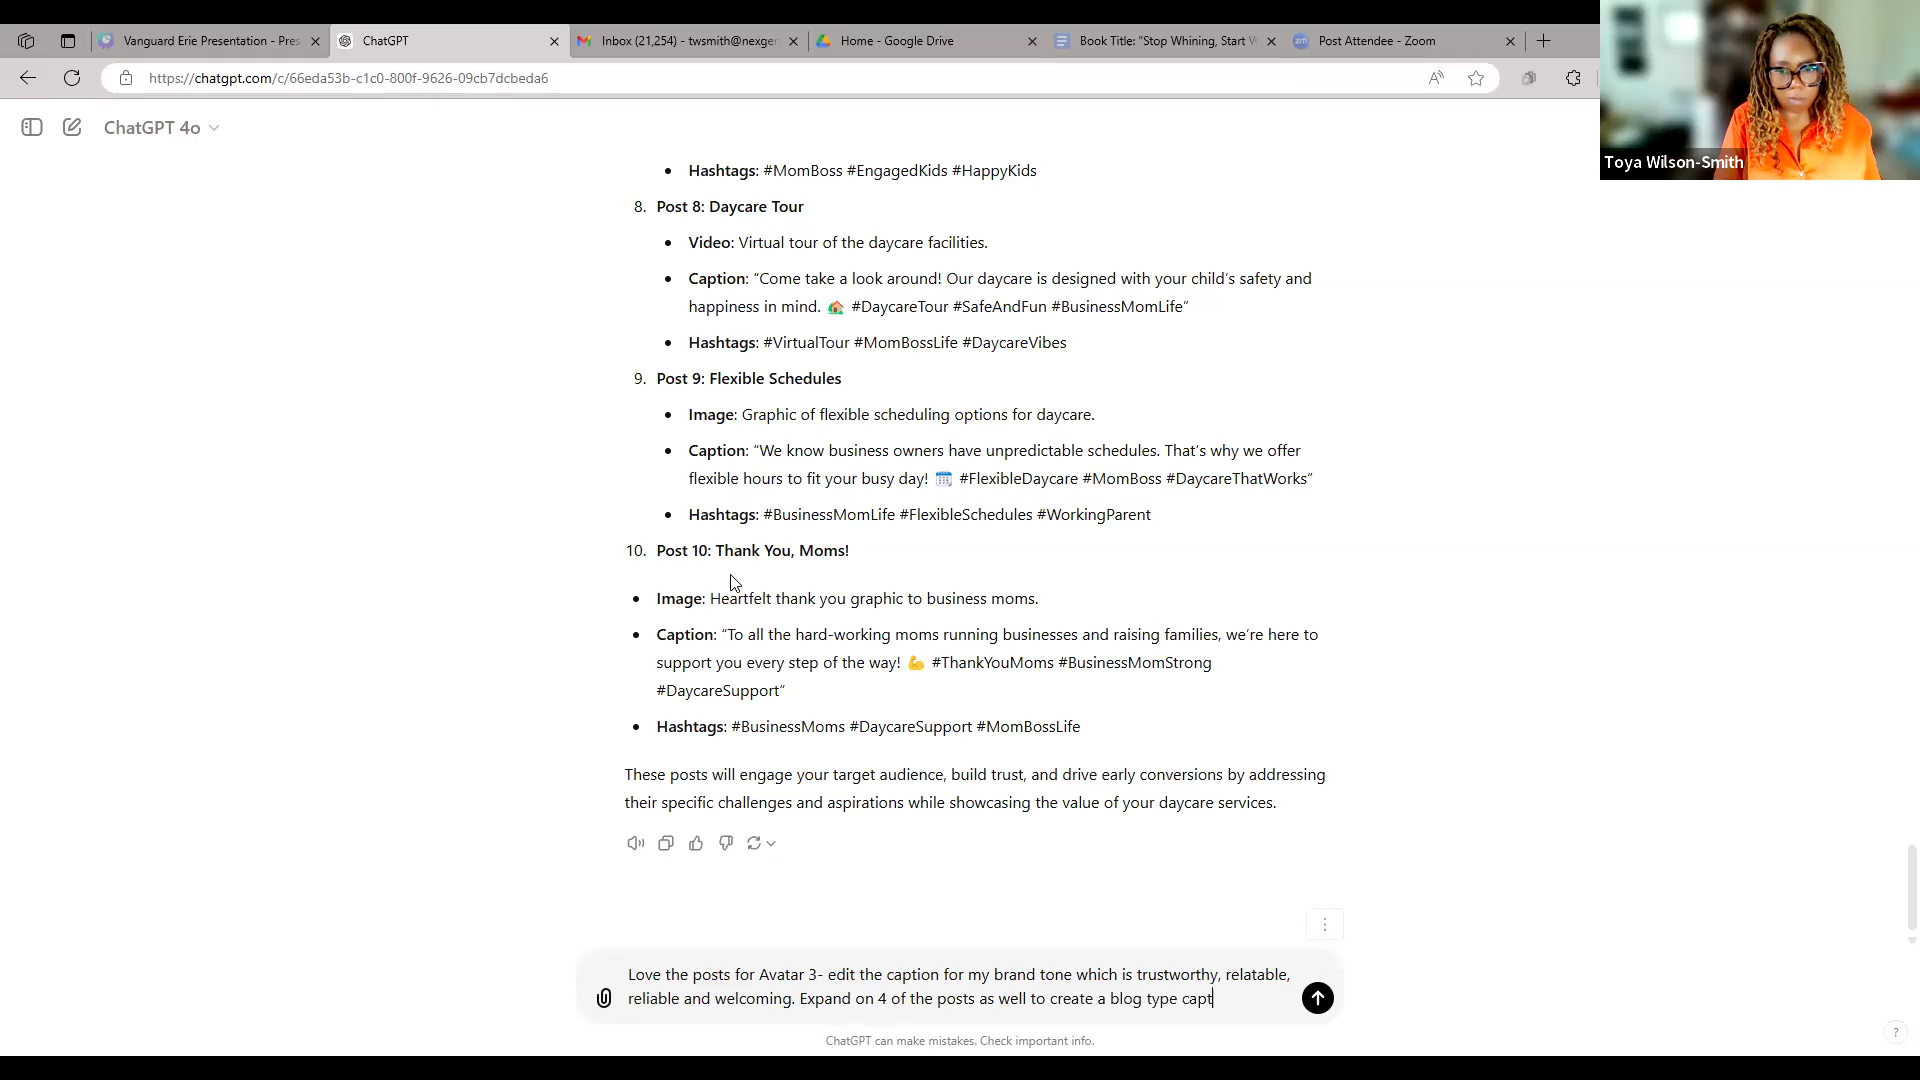 Vanguard Erie Presentation - Pres
ChatGPT
Inbox (21,254) - twsmith@nexge
Home - Google Drive
Book Title: "Stop Whining, Start W
zm Post Attendee - Zoom
https://chatgpt.com/c/66eda53b-c1c0-800f-9626-09cb7dcbeda6
Toya Wilson-Smith
ChatGPT 4o
• Hashtags: #MomBoss #EngagedKids #HappyKids
8. Post 8: Daycare Tour
• Video: Virtual tour of the daycare facilities.
• Caption: “Come take a look around! Our daycare is designed with your child’s safety and
happiness in mind. 🏡 #DaycareTour #SafeAndFun #BusinessMomLife”
• Hashtags: #VirtualTour #MomBossLife #DaycareVibes
9. Post 9: Flexible Schedules
• Image: Graphic of flexible scheduling options for daycare.
• Caption: “We know business owners have unpredictable schedules. That’s why we offer
flexible hours to fit your busy day! 🗓️ #FlexibleDaycare #MomBoss #DaycareThatWorks”
• Hashtags: #BusinessMomLife #FlexibleSchedules #WorkingParent
10. Post 10: Thank You, Moms!
• Image: Heartfelt thank you graphic to business moms.
• Caption: “To all the hard-working moms running businesses and raising families, we’re here to
support you every step of the way! 💪 #ThankYouMoms #BusinessMomStrong
#DaycareSupport”
• Hashtags: #BusinessMoms #DaycareSupport #MomBossLife
These posts will engage your target audience, build trust, and drive early conversions by addressing
their specific challenges and aspirations while showcasing the value of your daycare services.
Love the posts for Avatar 3- edit the caption for my brand tone which is trustworthy, relatable,
reliable and welcoming. Expand on 4 of the posts as well to create a blog type capt
ChatGPT can make mistakes. Check important info.
?